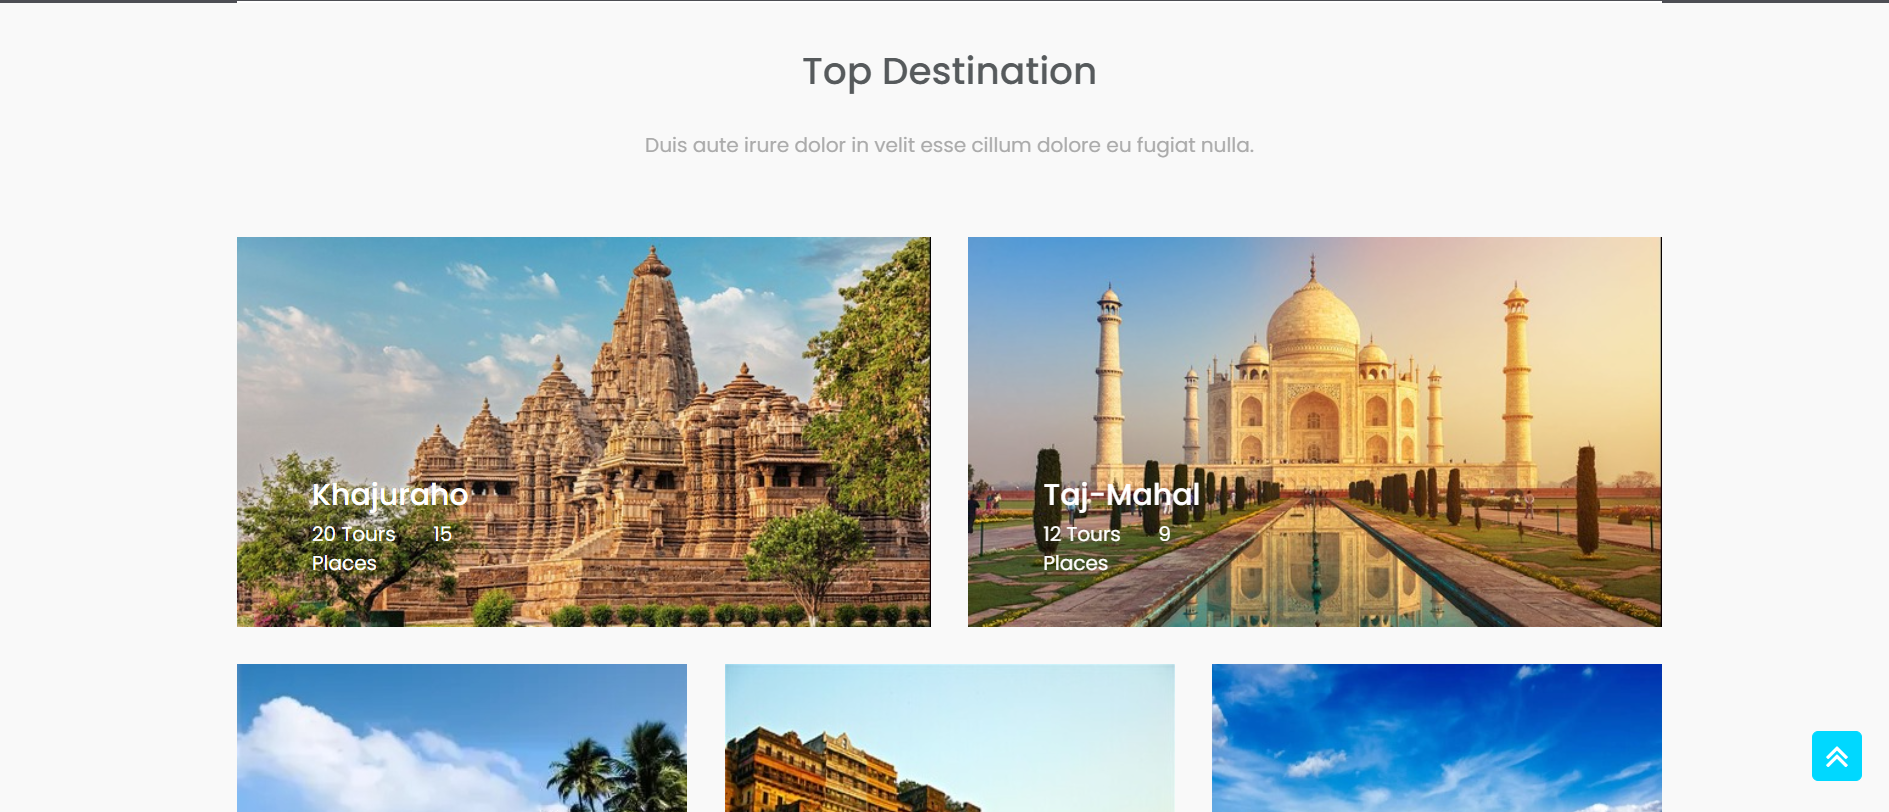 Top Destination
Duis aute irure dolor in velit esse cillum dolore eu fugiat nulla.
Khajuraho
20 Tours 15
Places
Taj-Mahal
12 Tours 9
Places